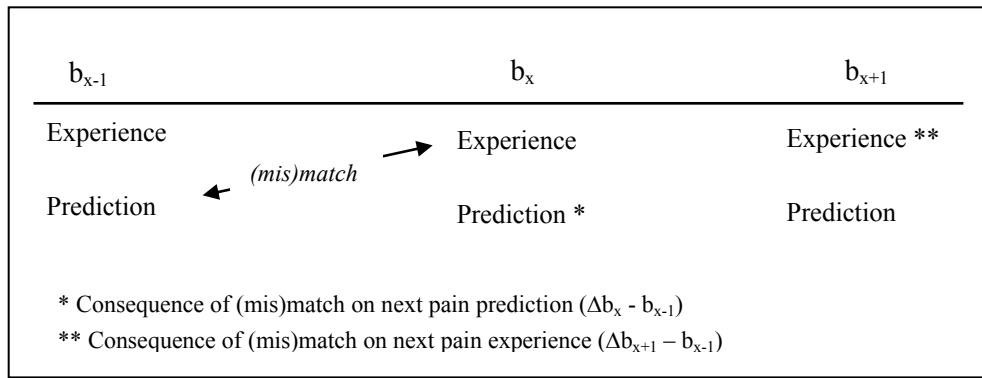 bx-1 bx bx+1
Experience Experience Experience **
(mis)match
Prediction Prediction * Prediction
* Consequence of (mis)match on next pain prediction (Δbx - bx-1)
** Consequence of (mis)match on next pain experience (Δbx+1 – bx-1)